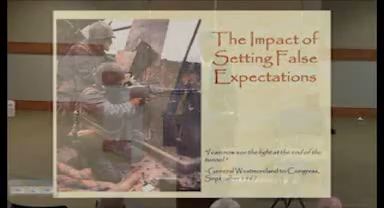 The Impact of
Setting False
Expectations
"I can now see the light at the end of the
tunnel."
-General Westmoreland to Congress,
Sept.